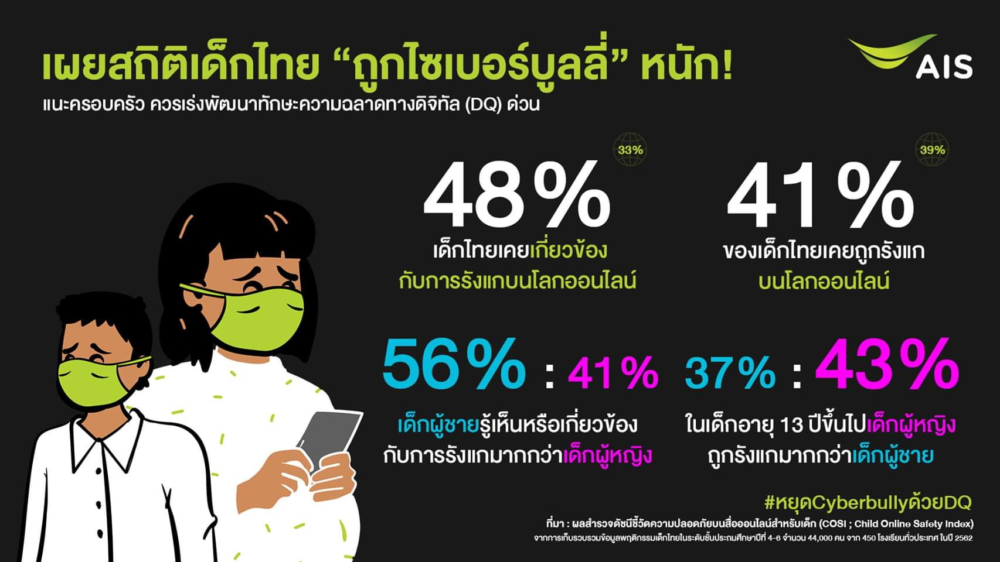 เผยสถิติเด็กไทย “ถูกไซเบอร์บูลลี่” หนัก!
AIS
แนะครอบครัว ควรเร่งพัฒนาทักษะความฉลาดทางดิจิทัล (DQ) ด่วน
33%
48%
เด็กไทยเคยเกี่ยวข้อง
กับการรังแกบนโลกออนไลน์
39%
41%
ของเด็กไทยเคยถูกรังแก
บนโลกออนไลน์
56% : 41%
เด็กผู้ชายรู้เห็นหรือเกี่ยวข้อง
กับการรังแกมากกว่าเด็กผู้หญิง
37% : 43%
ในเด็กอายุ 13 ปีขึ้นไปเด็กผู้หญิง
ถูกรังแกมากกว่าเด็กผู้ชาย
#หยุดCyberbullyด้วยDQ
ที่มา : ผลสำรวจดัชนีชี้วัดความปลอดภัยบนสื่อออนไลน์สำหรับเด็ก (COSI ; Child Online Safety Index)
จากการเก็บรวบรวมข้อมูลพฤติกรรมเด็กไทยในระดับชั้นประถมศึกษาปีที่ 4-6 จำนวน 44,000 คน จาก 450 โรงเรียนทั่วประเทศ ในปี 2562